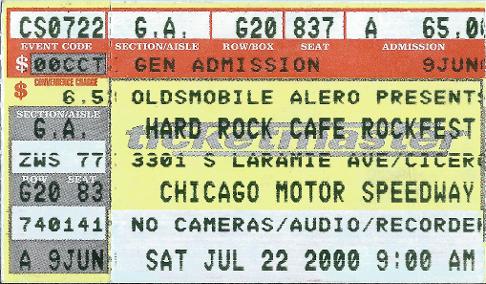 CS0722 G.A. G20 837 A 65.00
EVENT CODE SECTION/AISLE ROW/BOX SEAT ADMISSION
$ 00CCT GEN ADMISSION 9JUN
CONVENIENCE CHARGE
$ 6.5 OLDSMOBILE ALERO PRESENTS
SECTION/AISLE
G.A. HARD ROCK CAFE ROCKFEST
ticketmaster
ZWS 77 3301 S LARAMIE AVE/CICERO
ROW SEAT
G20 83 CHICAGO MOTOR SPEEDWAY
740141 NO CAMERAS/AUDIO/RECORDER
A 9JUN SAT JUL 22 2000 9:00 AM